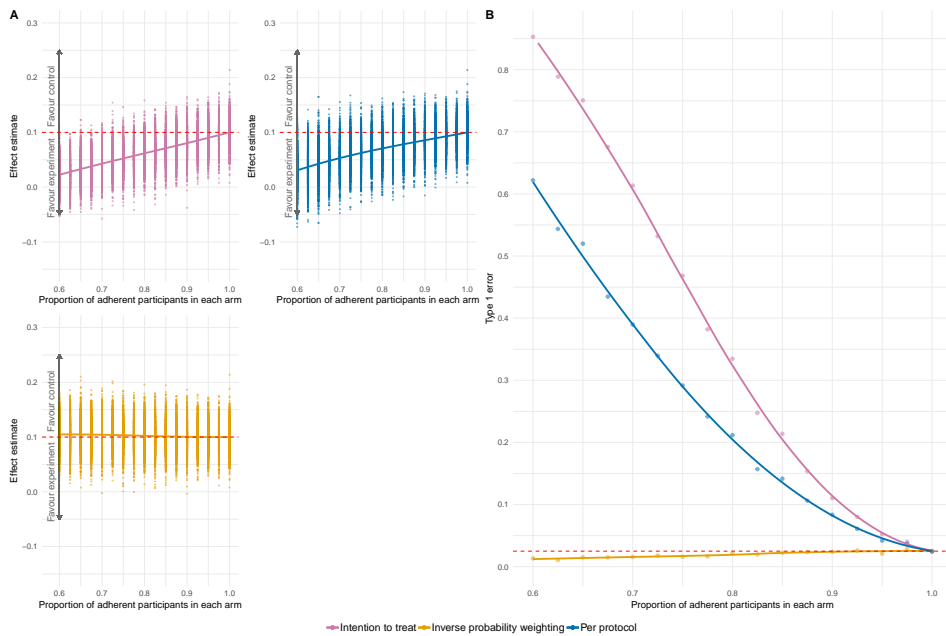 A
0.3
0.2
0.1
0.0
−0.1
Effect estimate
Favour experiment
Favour control
0.6
0.7
0.8
0.9
1.0
Proportion of adherent participants in each arm
0.3
0.2
0.1
0.0
−0.1
Effect estimate
Favour experiment
Favour control
0.6
0.7
0.8
0.9
1.0
Proportion of adherent participants in each arm
0.3
0.2
0.1
0.0
−0.1
Effect estimate
Favour experiment
Favour control
0.6
0.7
0.8
0.9
1.0
Proportion of adherent participants in each arm
B
0.8
0.7
0.6
0.5
0.4
0.3
0.2
0.1
0.0
Type 1 error
0.6
0.7
0.8
0.9
1.0
Proportion of adherent participants in each arm
Intention to treat
Inverse probability weighting
Per protocol